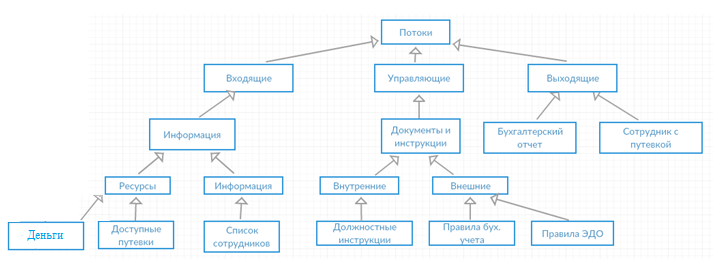 Потоки
Входящие
Управляющие
Выходящие
Информация
Документы и
инструкции
Бухгалтерский
отчет
Сотрудник с
путевкой
Ресурсы
Информация
Внутренние
Внешние
Деньги
Доступные
путевки
Список
сотрудников
Должностные
инструкции
Правила бух.
учета
Правила ЭДО